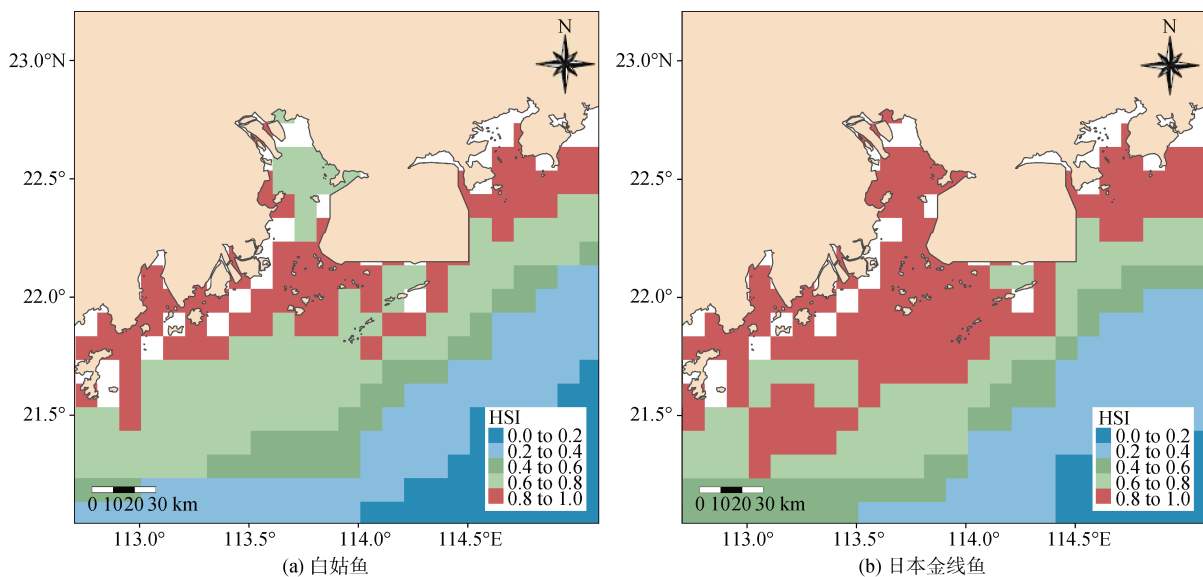 N
23.0°N
22.5°
22.0°
21.5°
HSI
0.0 to 0.2
0.2 to 0.4
0.4 to 0.6
0.6 to 0.8
0.8 to 1.0
0 1020 30 km
113.0°
113.5°
114.0°
114.5°E
(a) 白姑鱼
N
23.0°N
22.5°
22.0°
21.5°
HSI
0.0 to 0.2
0.2 to 0.4
0.4 to 0.6
0.6 to 0.8
0.8 to 1.0
0 1020 30 km
113.0°
113.5°
114.0°
114.5°E
(b) 日本金线鱼